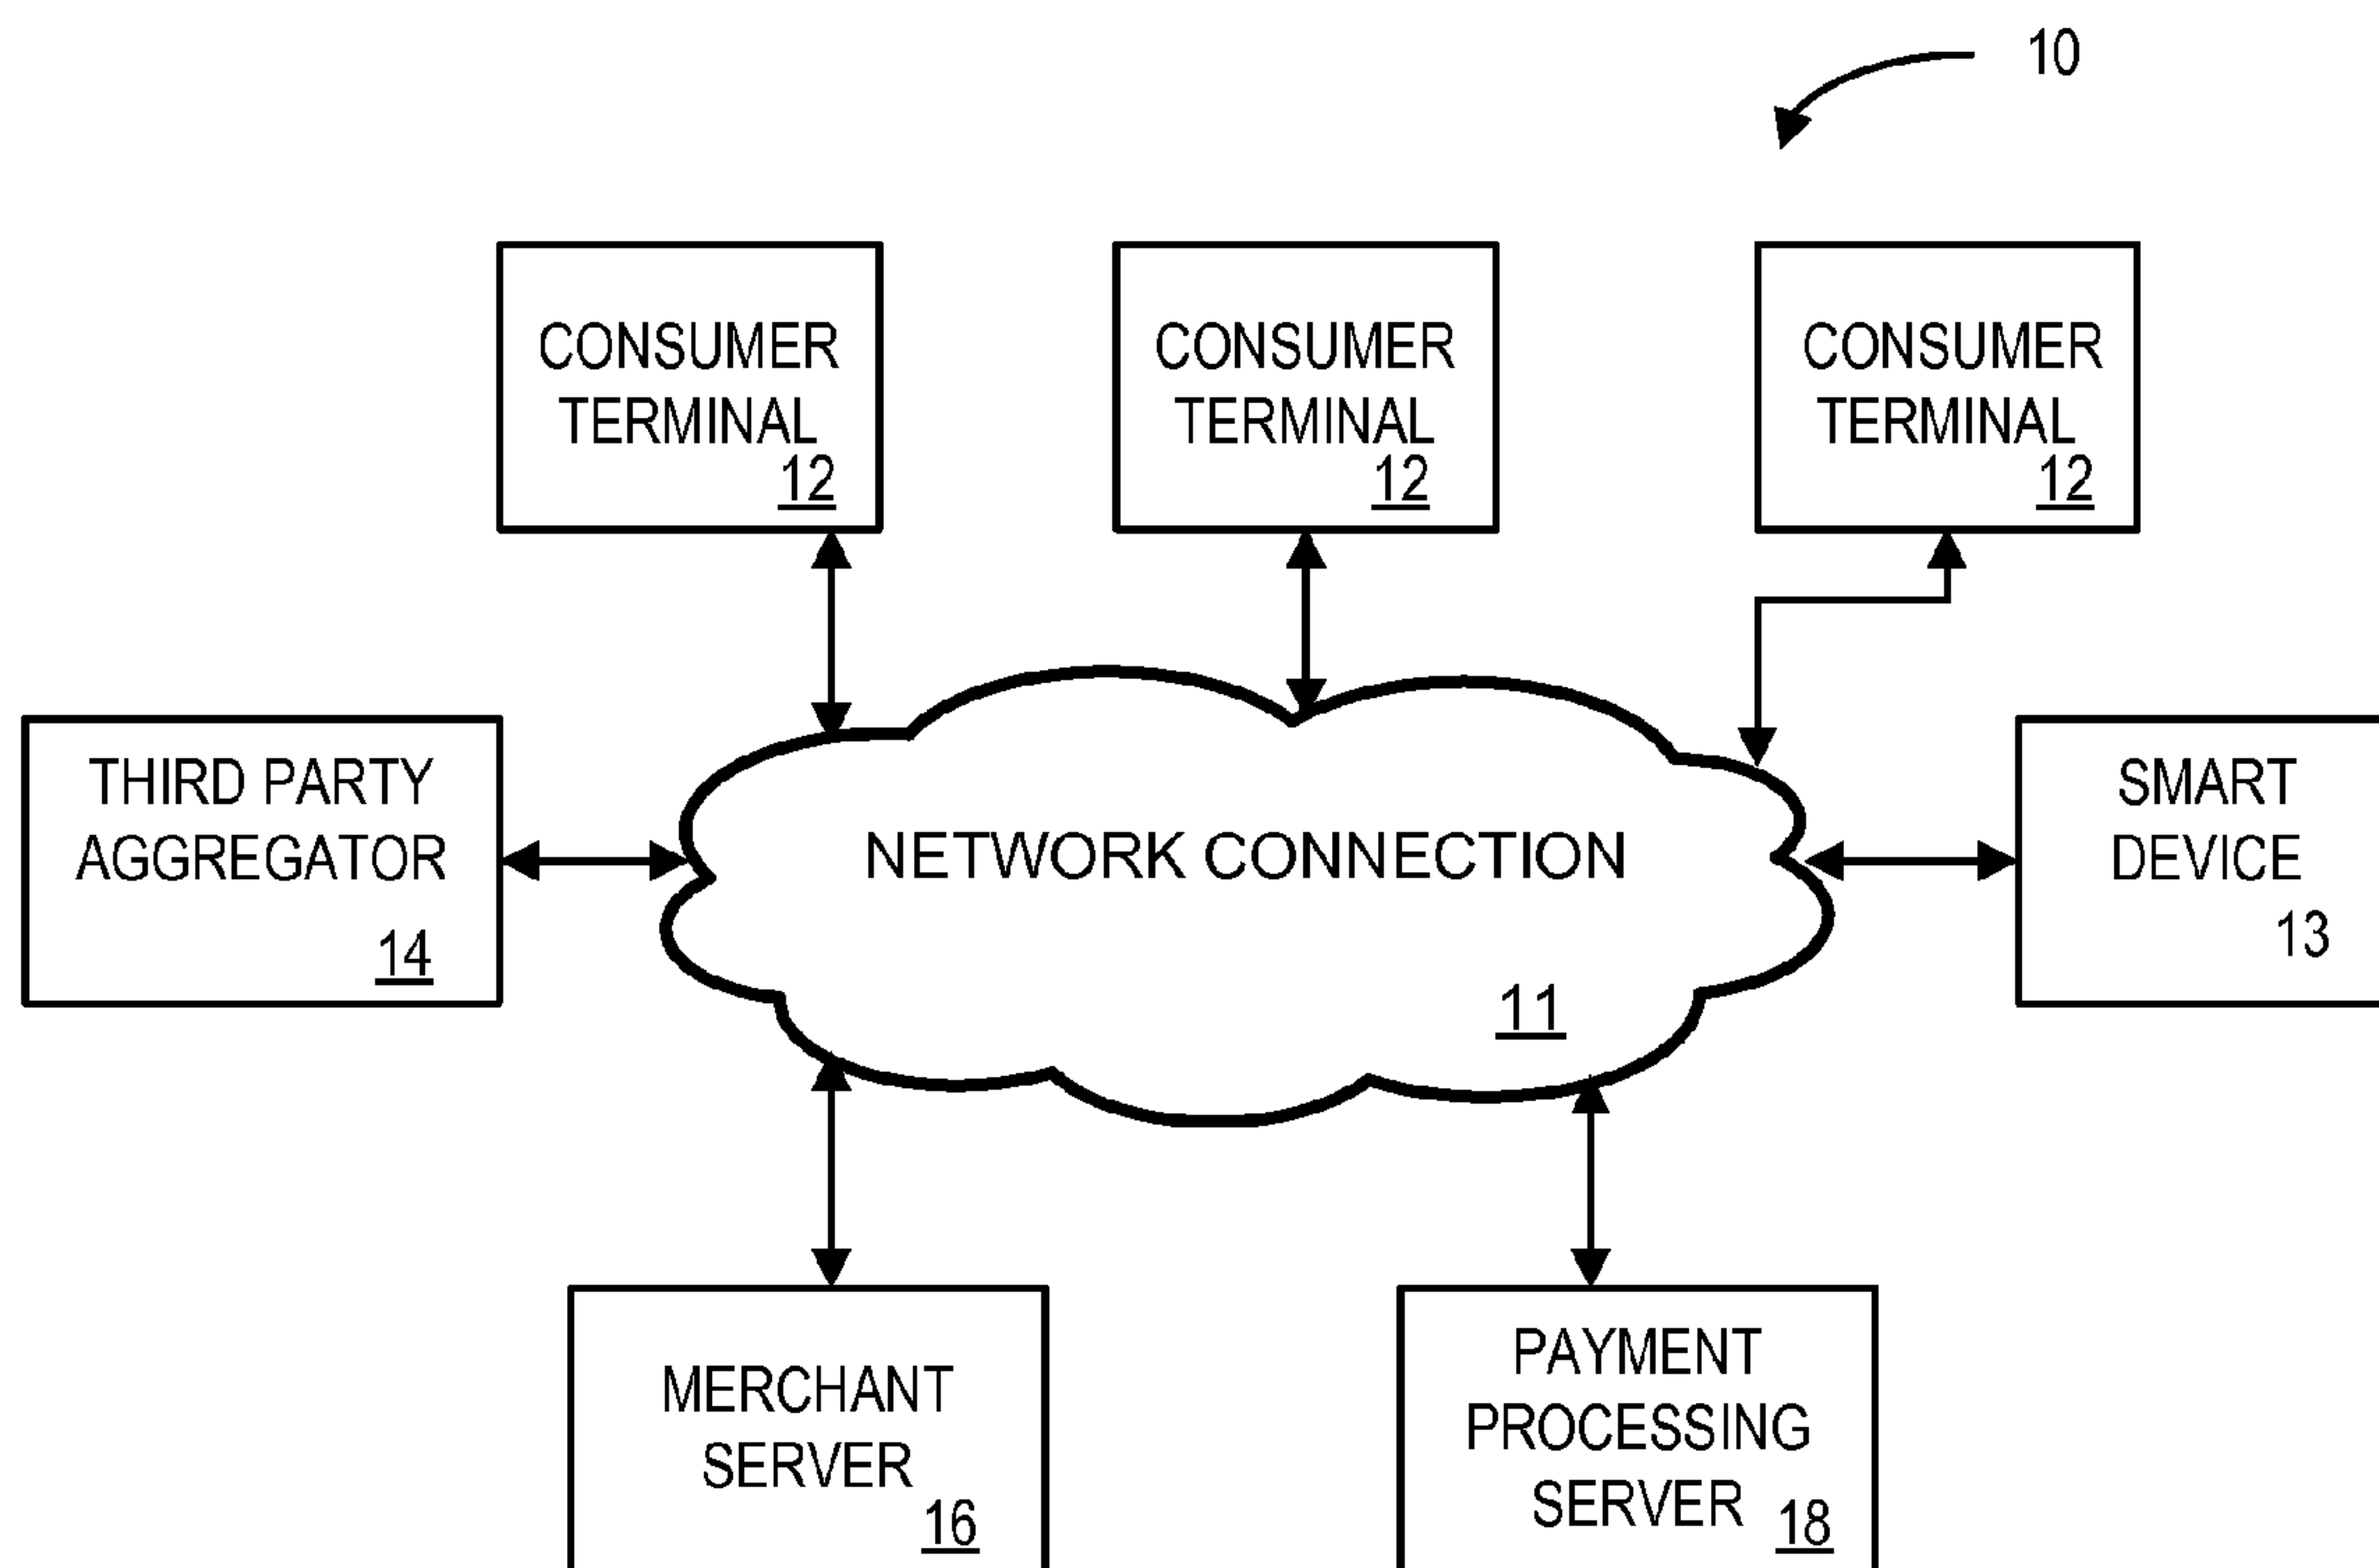 10
CONSUMER
TERMINAL
12
CONSUMER
TERMINAL
12
CONSUMER
TERMINAL
12
THIRD PARTY
AGGREGATOR
14
NETWORK CONNECTION
11
SMART
DEVICE
13
MERCHANT
SERVER
16
PAYMENT
PROCESSING
SERVER
18